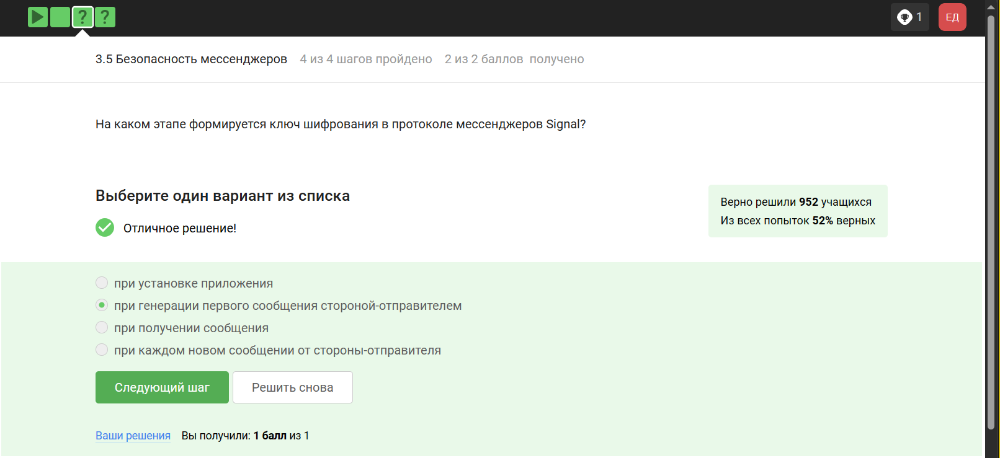 ? ?
1
ЕД
3.5 Безопасность мессенджеров 4 из 4 шагов пройдено 2 из 2 баллов получено
На каком этапе формируется ключ шифрования в протоколе мессенджеров Signal?
Выберите один вариант из списка
Отличное решение!
Верно решили 952 учащихся
Из всех попыток 52% верных
при установке приложения
при генерации первого сообщения стороной-отправителем
при получении сообщения
при каждом новом сообщении от стороны-отправителя
Следующий шаг Решить снова
Ваши решения Вы получили: 1 балл из 1